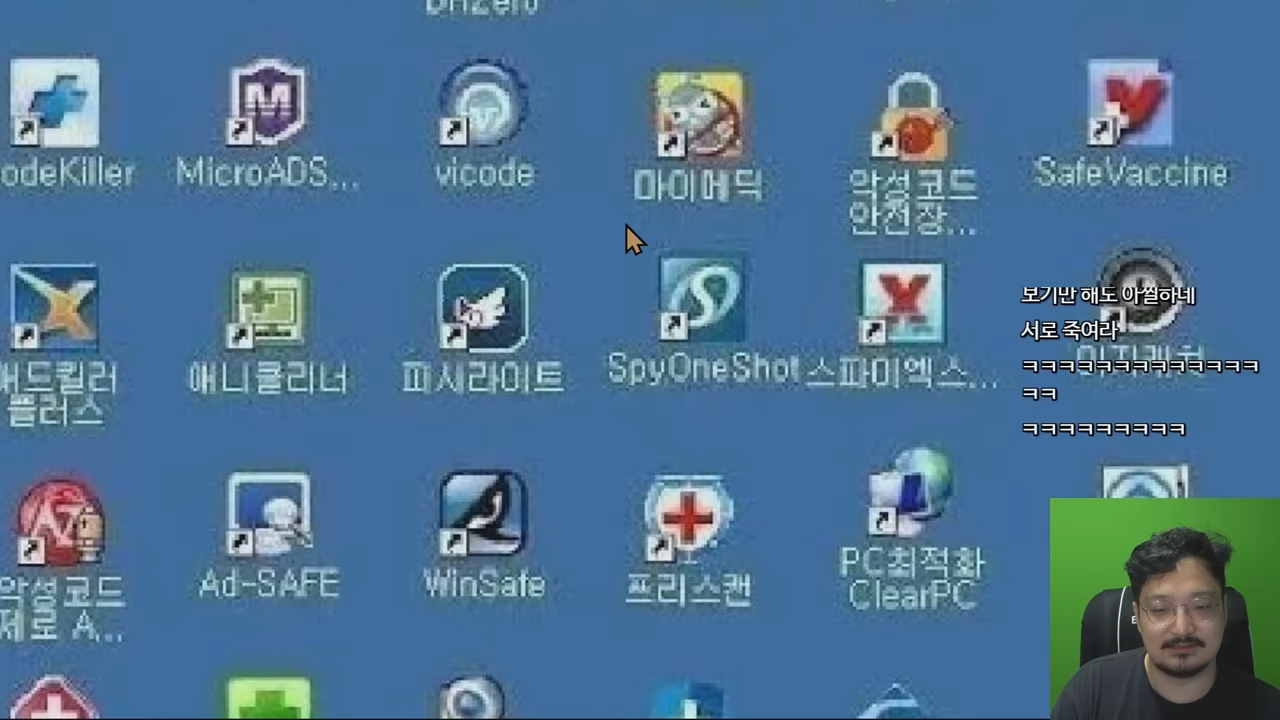 odeKiller
MicroADS...
vicode
마이메딕
악성코드
안전장...
SafeVaccine
애드킬러
플러스
애니클리너
피시라이트
SpyOneShot
스파미엑스...
보기만 해도 아찔하네
서로 죽여라
ㅋㅋㅋㅋㅋㅋㅋㅋㅋㅋㅋㅋㅋ
ㅋㅋ
ㅋㅋㅋㅋㅋㅋㅋㅋㅋ
악성코드
제로 A...
Ad-SAFE
WinSafe
프리스캔
PC최적화
ClearPC